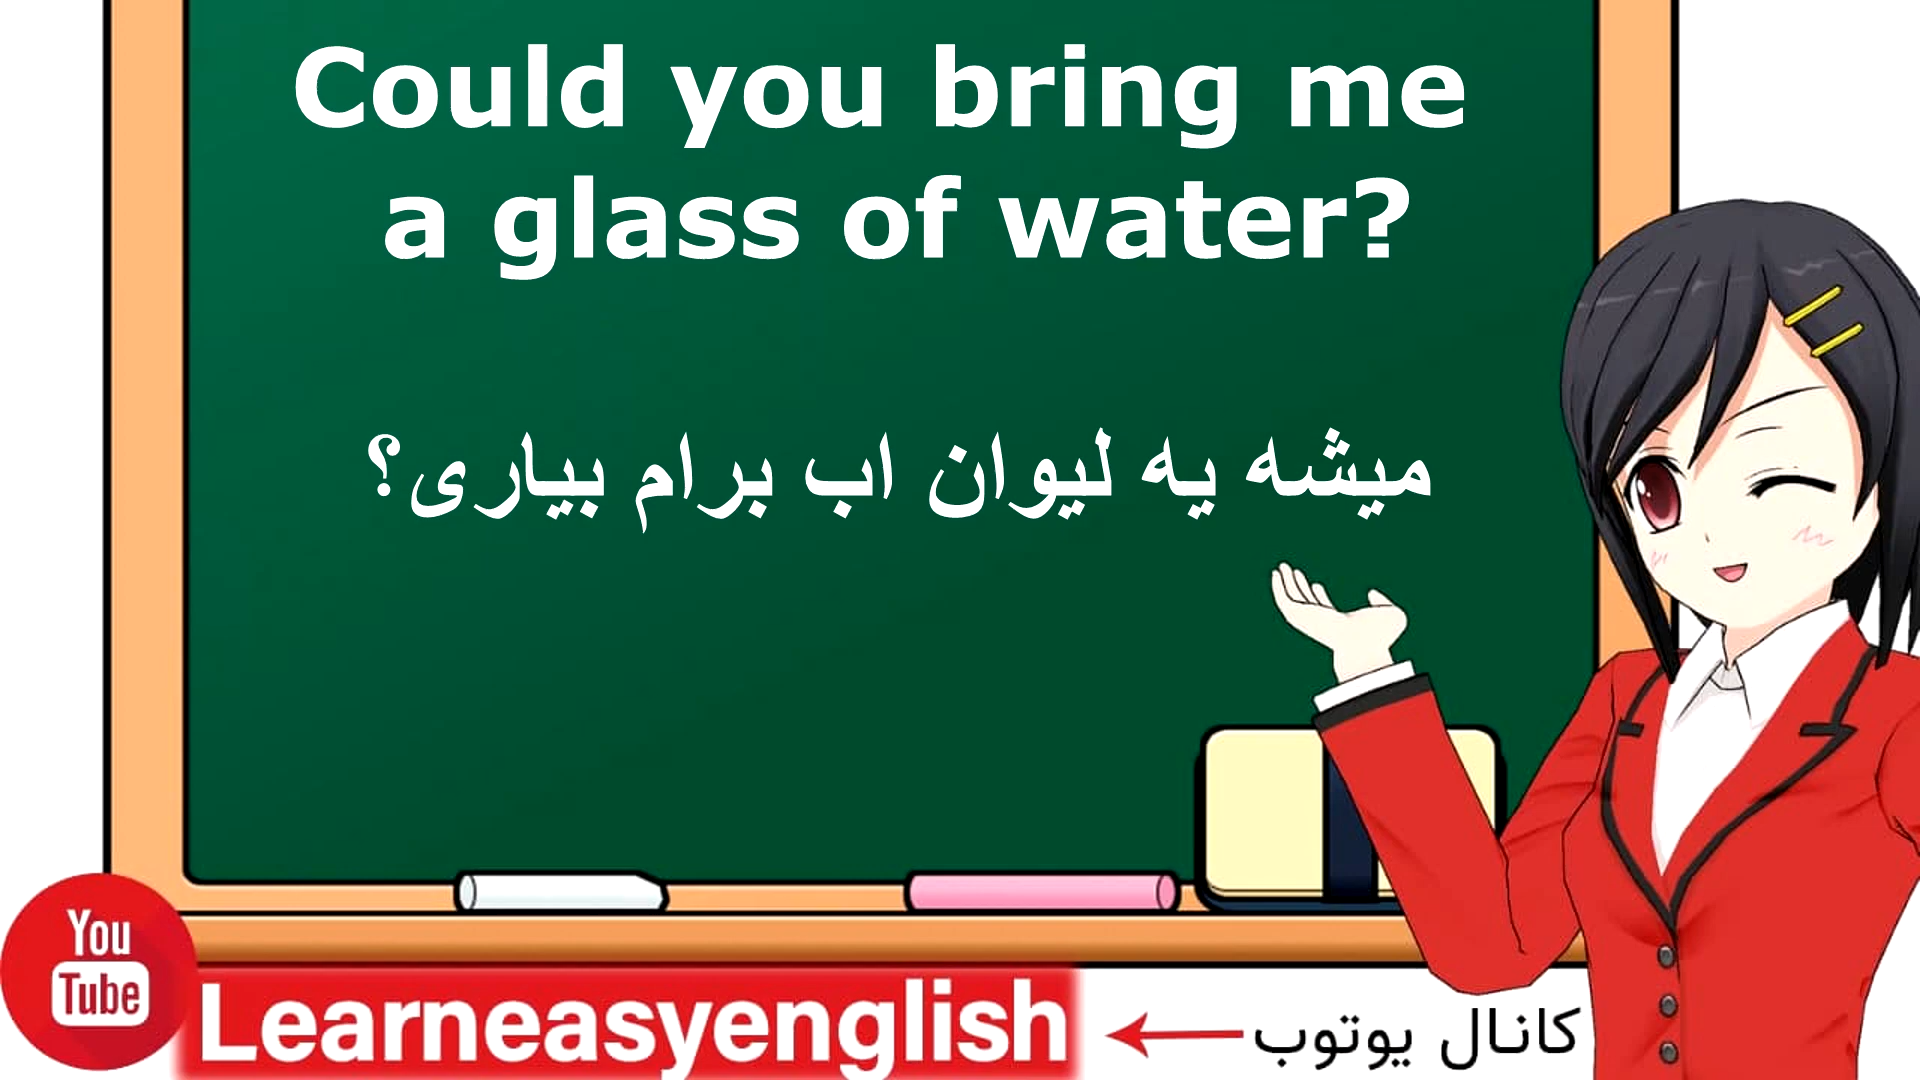 Could you bring me
a glass of water?
میشه یه لیوان اب برام بیاری؟
You
Tube
Learneasyenglish
کانال یوتوب